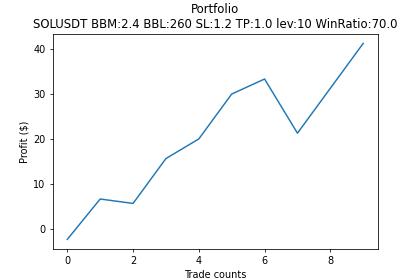 Portfolio
SOLUSDT BBM:2.4 BBL:260 SL:1.2 TP:1.0 lev:10 WinRatio:70.0
40
30
20
10
0
Profit ($)
0 2 4 6 8
Trade counts